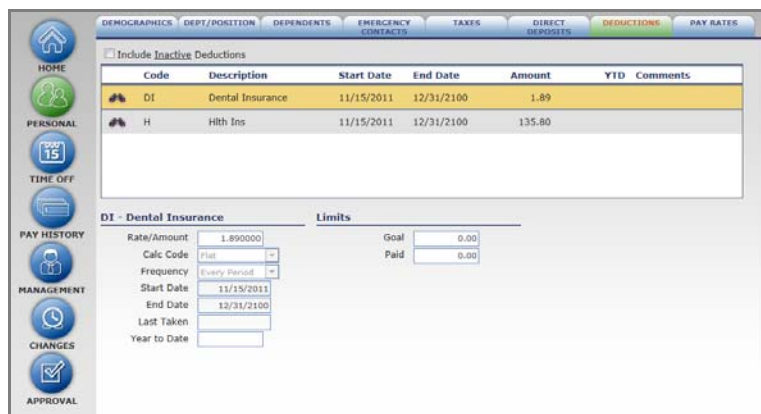 DEMOGRAPHICS DEPT/POSITION DEPENDENTS EMERGENCY CONTACTS TAXES DIRECT DEPOSITS DEDUCTIONS PAY RATES
Include Inactive Deductions
Code Description Start Date End Date Amount YTD Comments
DI Dental Insurance 11/15/2011 12/31/2100 1.89
H Hlth Ins 11/15/2011 12/31/2100 135.80
HOME
PERSONAL
15
TIME OFF
PAY HISTORY
MANAGEMENT
CHANGES
APPROVAL
DI - Dental Insurance
Rate/Amount 1.890000
Calc Code Flat
Frequency Every Period
Start Date 11/15/2011
End Date 12/31/2100
Last Taken
Year to Date
Limits
Goal 0.00
Paid 0.00